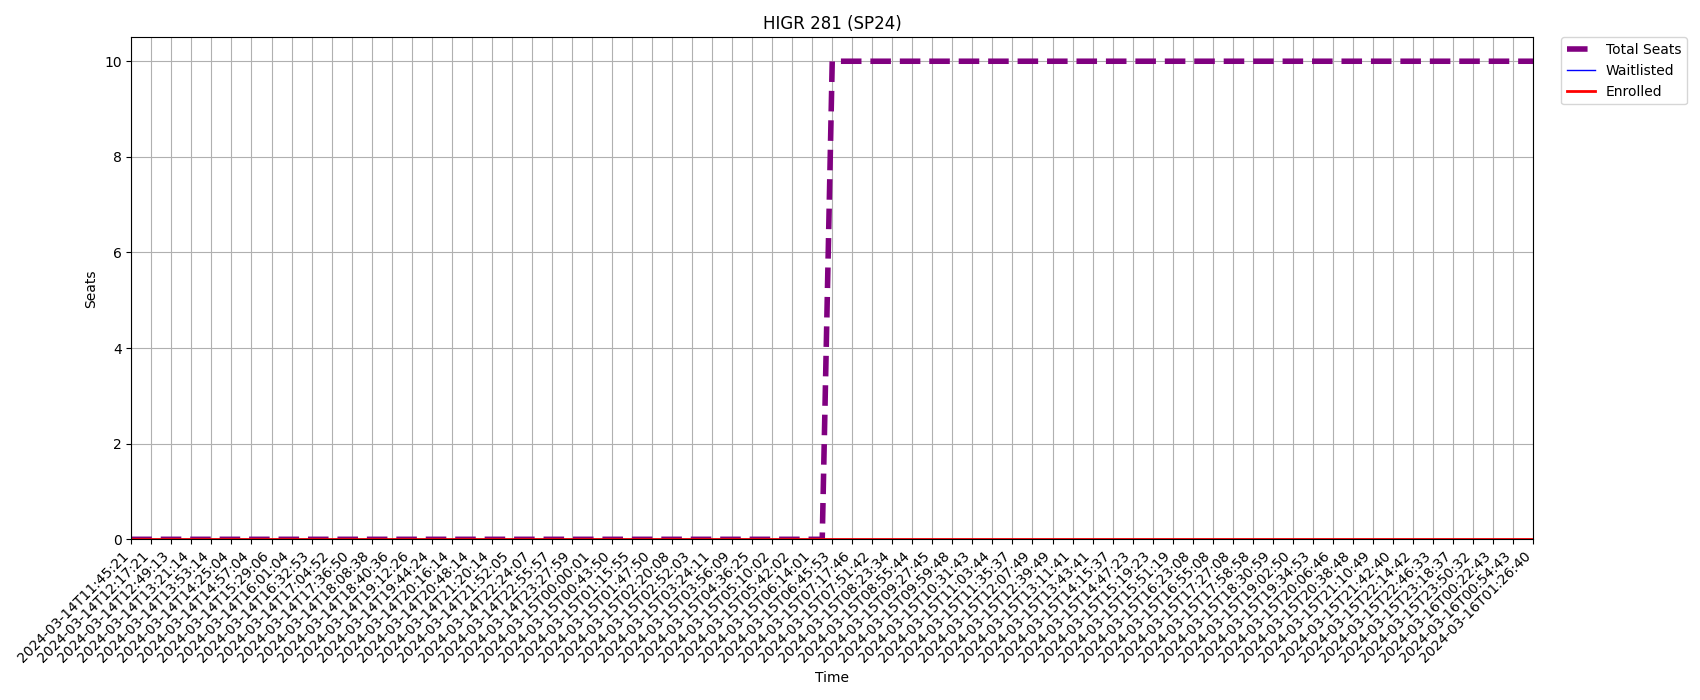 HIGR 281 (SP24)
Total Seats
Waitlisted
Enrolled
10
8
6
4
2
0
Seats
2024-03-14T11:45:21
2024-03-14T12:17:21
2024-03-14T12:49:13
2024-03-14T13:21:14
2024-03-14T13:53:14
2024-03-14T14:25:04
2024-03-14T14:57:04
2024-03-14T15:29:06
2024-03-14T16:01:04
2024-03-14T16:32:53
2024-03-14T17:04:52
2024-03-14T17:36:50
2024-03-14T18:08:38
2024-03-14T18:40:36
2024-03-14T19:12:26
2024-03-14T19:44:24
2024-03-14T20:16:14
2024-03-14T20:48:14
2024-03-14T21:20:14
2024-03-14T21:52:05
2024-03-14T22:24:07
2024-03-14T22:55:57
2024-03-14T23:27:59
2024-03-15T00:00:01
2024-03-15T00:43:50
2024-03-15T01:15:55
2024-03-15T01:47:50
2024-03-15T02:20:08
2024-03-15T02:52:03
2024-03-15T03:24:11
2024-03-15T03:56:09
2024-03-15T04:36:25
2024-03-15T05:10:02
2024-03-15T05:42:02
2024-03-15T06:14:01
2024-03-15T06:45:53
2024-03-15T07:17:46
2024-03-15T07:51:42
2024-03-15T08:23:34
2024-03-15T08:55:44
2024-03-15T09:27:45
2024-03-15T09:59:48
2024-03-15T10:31:43
2024-03-15T11:03:44
2024-03-15T11:35:37
2024-03-15T12:07:49
2024-03-15T12:39:49
2024-03-15T13:11:41
2024-03-15T13:43:41
2024-03-15T14:15:37
2024-03-15T14:47:23
2024-03-15T15:19:23
2024-03-15T15:51:19
2024-03-15T16:23:08
2024-03-15T16:55:08
2024-03-15T17:27:08
2024-03-15T17:58:58
2024-03-15T18:30:59
2024-03-15T19:02:50
2024-03-15T19:34:53
2024-03-15T20:06:46
2024-03-15T20:38:48
2024-03-15T21:10:49
2024-03-15T21:42:40
2024-03-15T22:14:42
2024-03-15T22:46:33
2024-03-15T23:18:37
2024-03-15T23:50:32
2024-03-16T00:22:43
2024-03-16T00:54:43
2024-03-16T01:26:40
Time